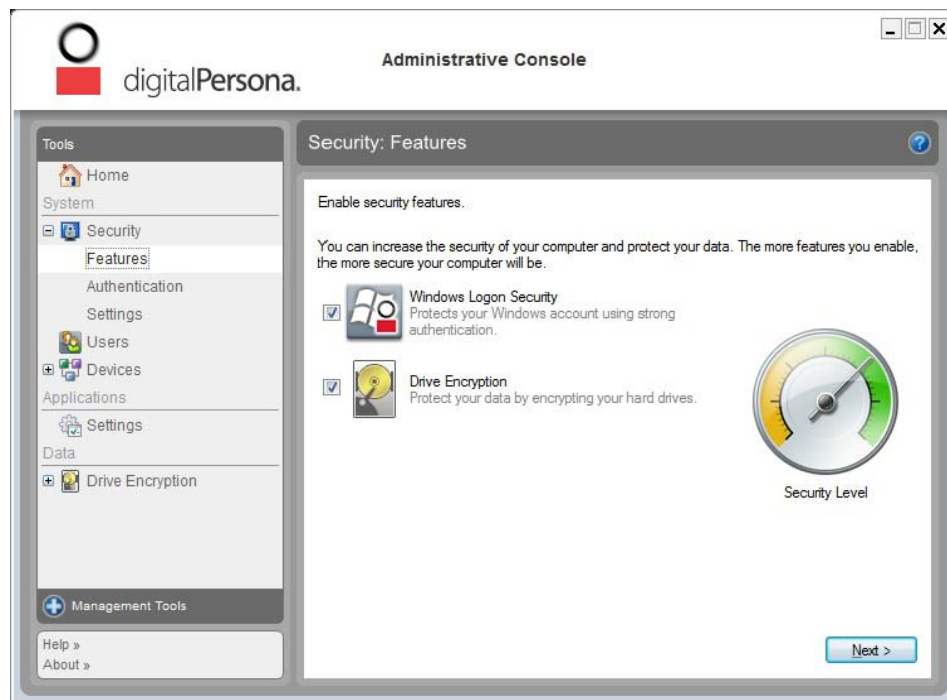 digitalPersona.
Administrative Console
Tools
Home
System
Security
Features
Authentication
Settings
Users
Devices
Applications
Settings
Data
Drive Encryption
Management Tools
Help »
About »
Security: Features
?
Enable security features.
You can increase the security of your computer and protect your data. The more features you enable,
the more secure your computer will be.
Windows Logon Security
Protects your Windows account using strong
authentication.
Drive Encryption
Protect your data by encrypting your hard drives.
Security Level
Next >